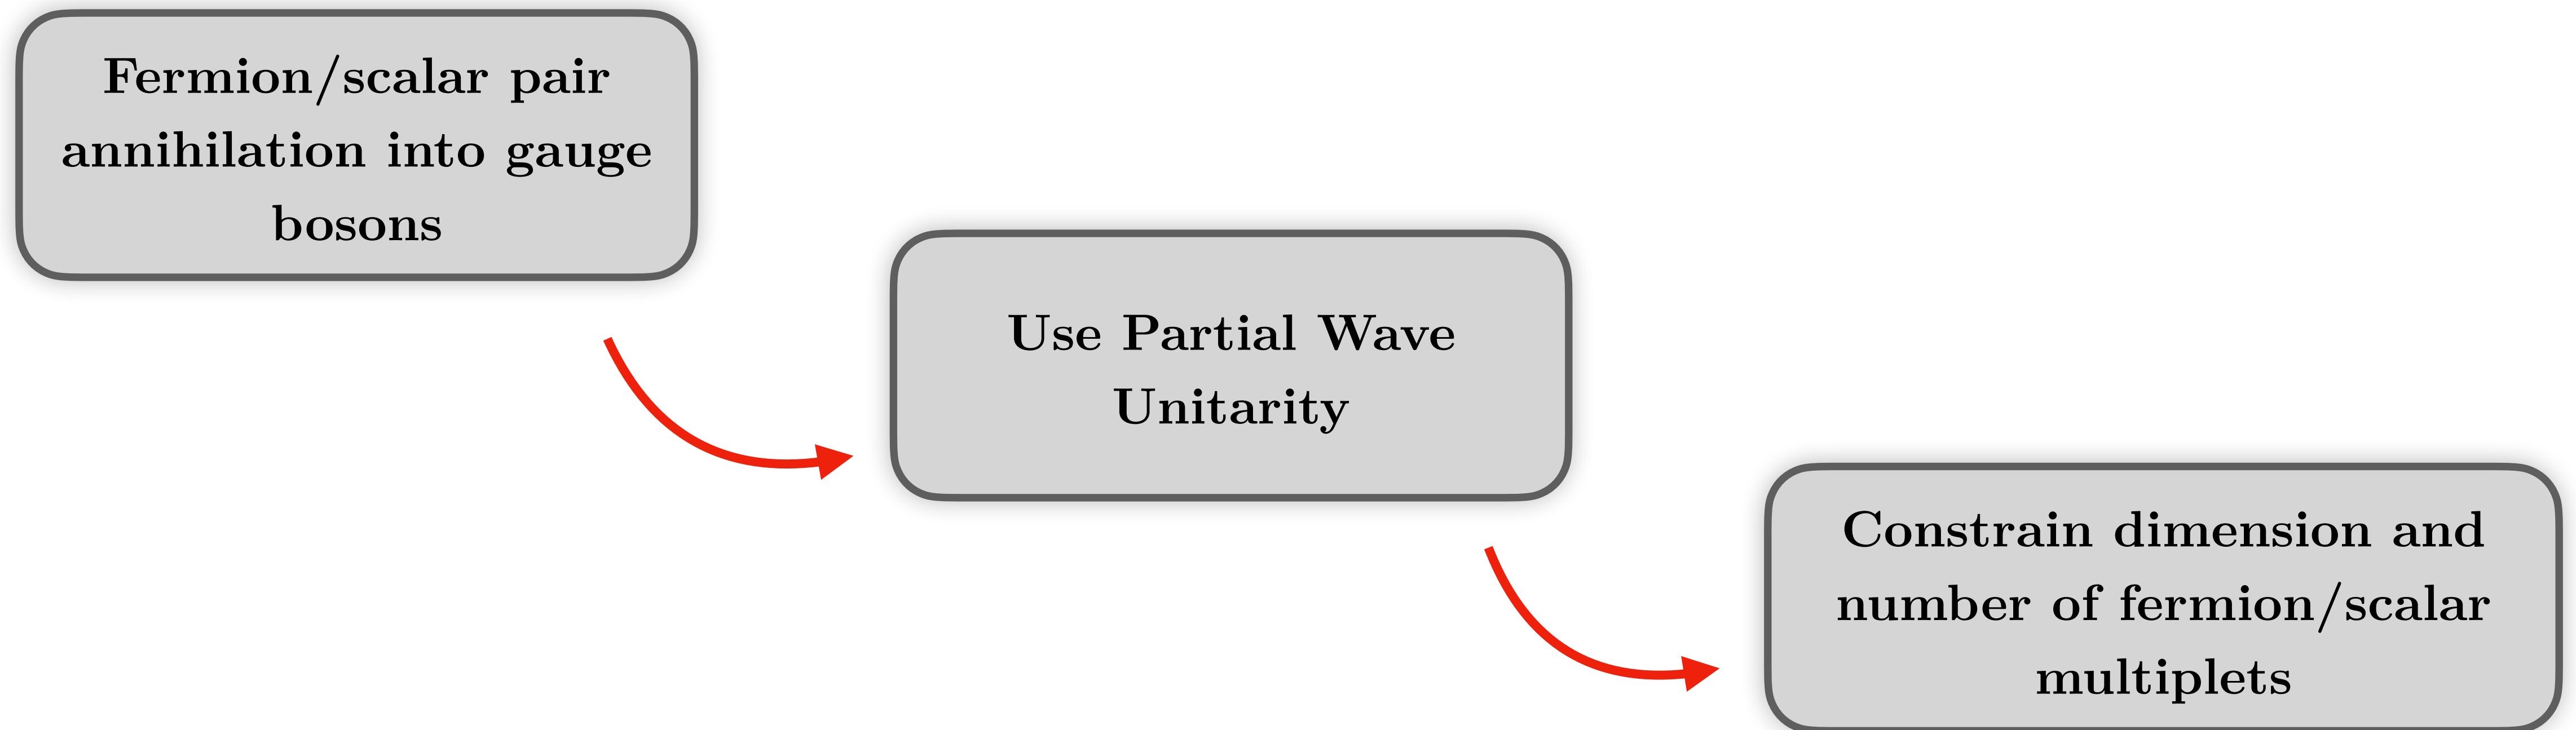 Fermion/scalar pair
annihilation into gauge
bosons
Use Partial Wave
Unitarity
Constrain dimension and
number of fermion/scalar
multiplets